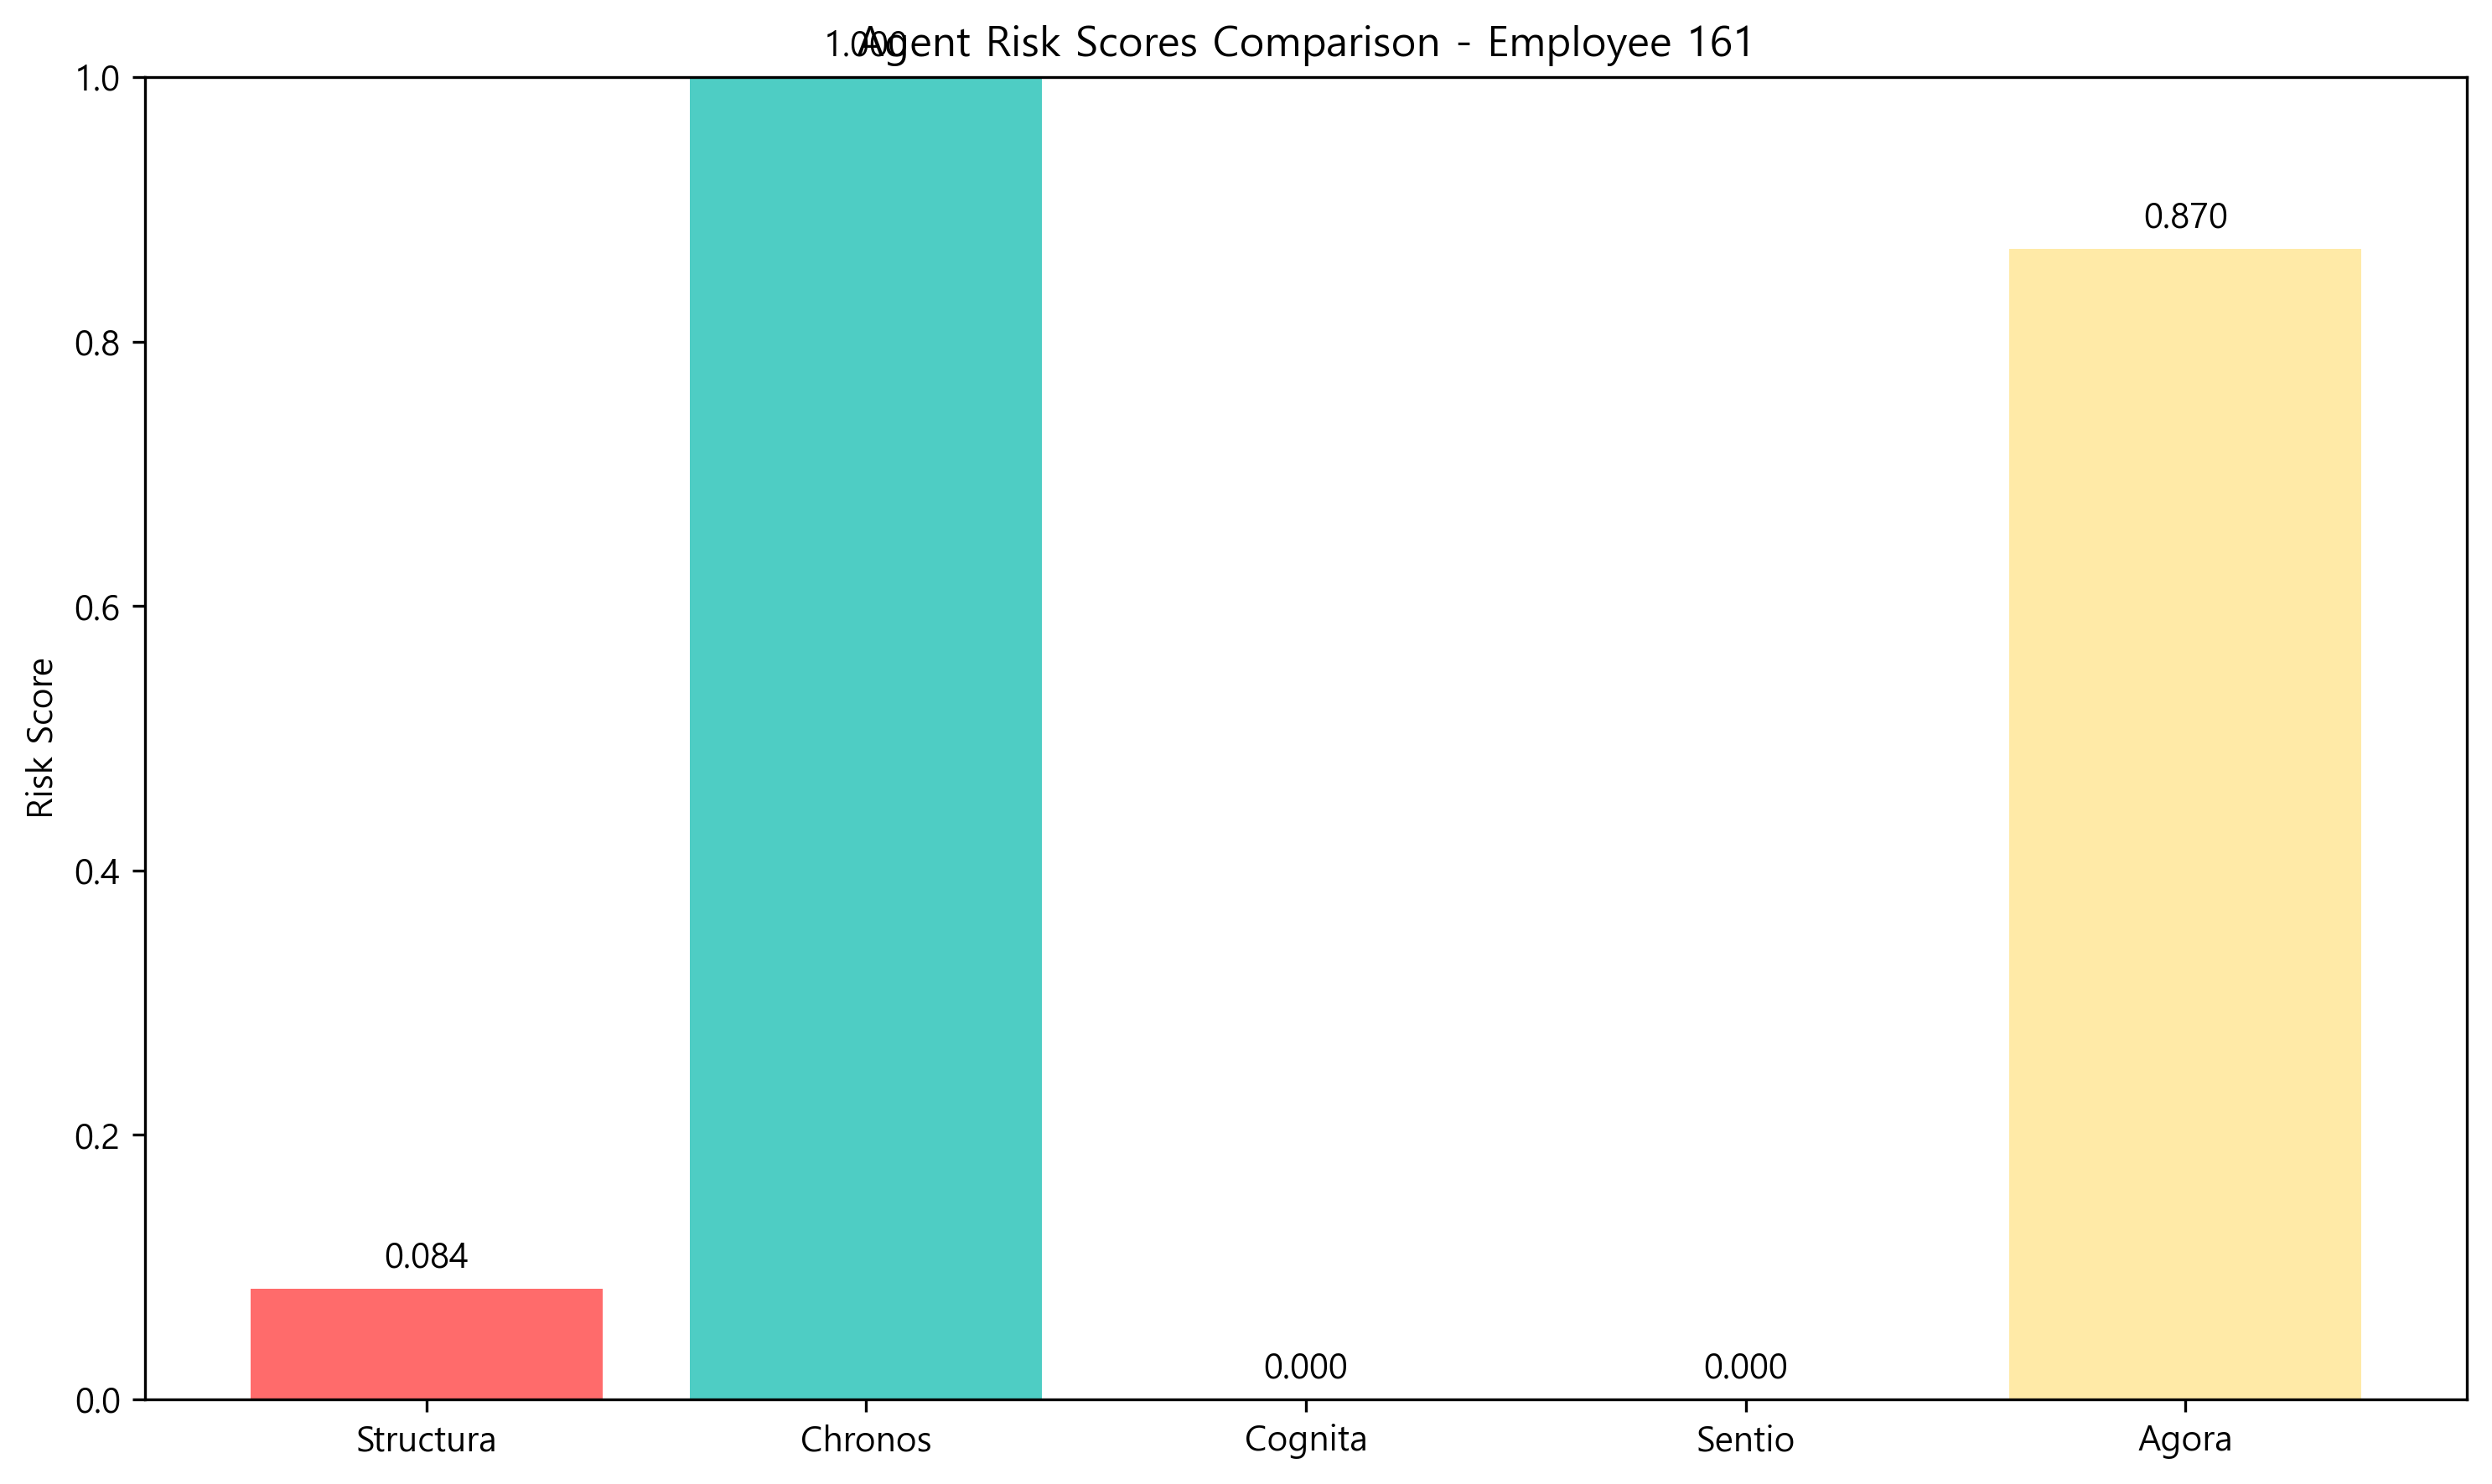 Agent Risk Scores Comparison - Employee 161
1.000
1.0
0.8
0.6
0.4
0.2
0.0
Risk Score
0.084
0.000
0.000
0.870
Structura
Chronos
Cognita
Sentio
Agora